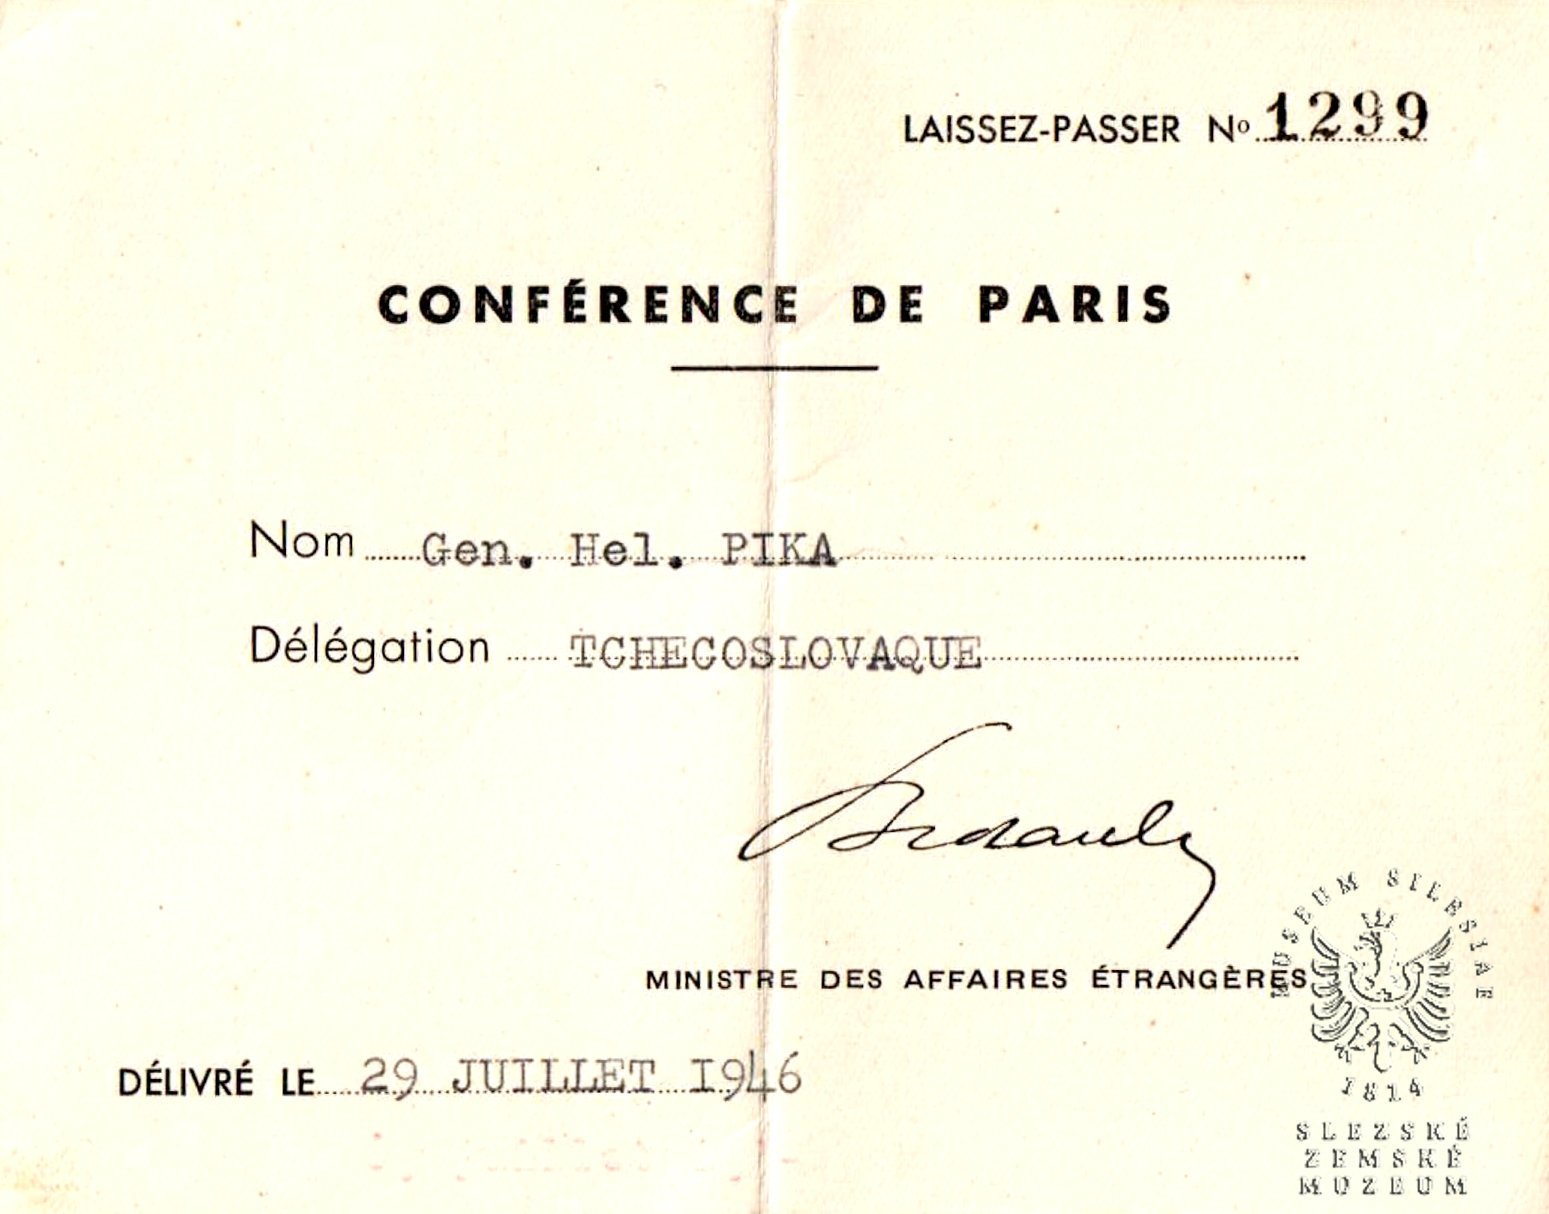 LAISSEZ-PASSER Nº 1299
CONFÉRENCE DE PARIS
Nom Gen. Hel. PIKA
Délégation TCHECOSLOVAQUE
Bidault
MINISTRE DES AFFAIRES ÉTRANGÈRES
DÉLIVRÉ LE 29 JUILLET 1946
MUSEUM SILESIAE
1814
SLEZSKÉ
ZEMSKÉ
MUZEUM